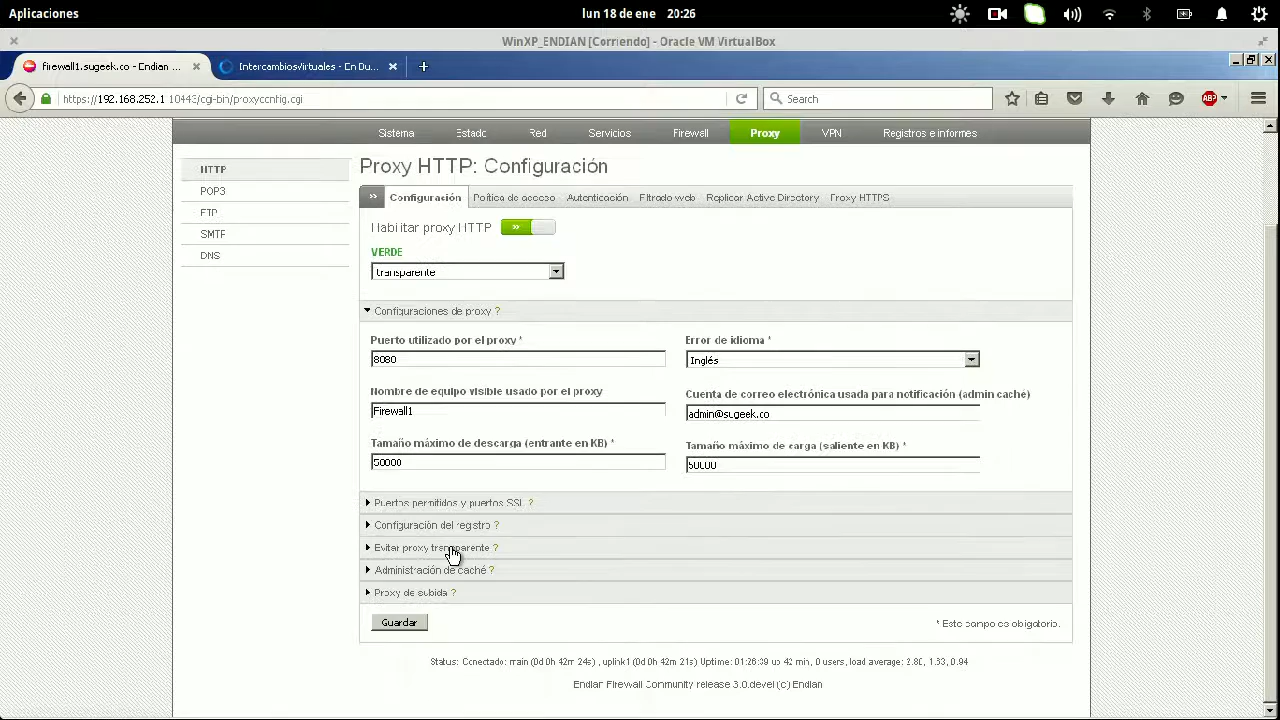 Aplicaciones
lun 18 de ene 20:26
WinXP_ENDIAN [Corriendo] - Oracle VM VirtualBox
firewall1.sugeek.co - Endian ...
IntercambiosVirtuales - En Du...
https://192.168.252.1:10443/cgi-bin/proxyconfig.cgi
Search
ABP
Sistema Estado Red Servicios Firewall Proxy VPN Registros e informes
HTTP
POP3
FTP
SMTP
DNS
Proxy HTTP: Configuración
» Configuración Política de acceso Autenticación Filtrado web Replicar Active Directory Proxy HTTPS
Habilitar proxy HTTP »
VERDE
transparente
Configuraciones de proxy ?
Puerto utilizado por el proxy * Error de idioma *
8080 Inglés
Nombre de equipo visible usado por el proxy Cuenta de correo electrónica usada para notificación (admin caché)
Firewall1 admin@sugeek.co
Tamaño máximo de descarga (entrante en KB) * Tamaño máximo de carga (saliente en KB) *
50000 50000
Puertos permitidos y puertos SSL ?
Configuración del registro ?
Evitar proxy transparente ?
Administración de caché ?
Proxy de subida ?
Guardar * Este campo es obligatorio.
Status: Conectado: main (0d 0h 42m 24s) , uplink1 (0d 0h 42m 21s) Uptime: 01:26:39 up 42 min, 0 users, load average: 2.80, 1.33, 0.94
Endian Firewall Community release 3.0.devel (c) Endian